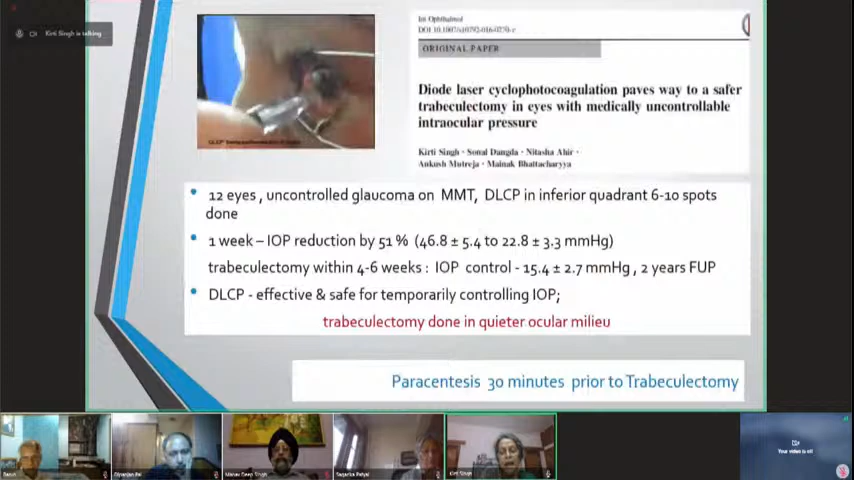 Kirti Singh is talking
Int Ophthalmol
ORIGINAL PAPER
Diode laser cyclophotocoagulation paves way to a safer
trabeculectomy in eyes with medically uncontrollable
intraocular pressure
Kirti Singh · Sonal Dangda · Nitasha Ahir ·
Ankush Mutreja · Mainak Bhattacharyya
• 12 eyes , uncontrolled glaucoma on MMT, DLCP in inferior quadrant 6-10 spots
done
• 1 week – IOP reduction by 51 % (46.8 ± 5.4 to 22.8 ± 3.3 mmHg)
trabeculectomy within 4-6 weeks : IOP control - 15.4 ± 2.7 mmHg , 2 years FUP
• DLCP - effective & safe for temporarily controlling IOP;
trabeculectomy done in quieter ocular milieu
Paracentesis 30 minutes prior to Trabeculectomy
Dipanjan Pal
Manav Deep Singh
Kirti Singh
Your video is off